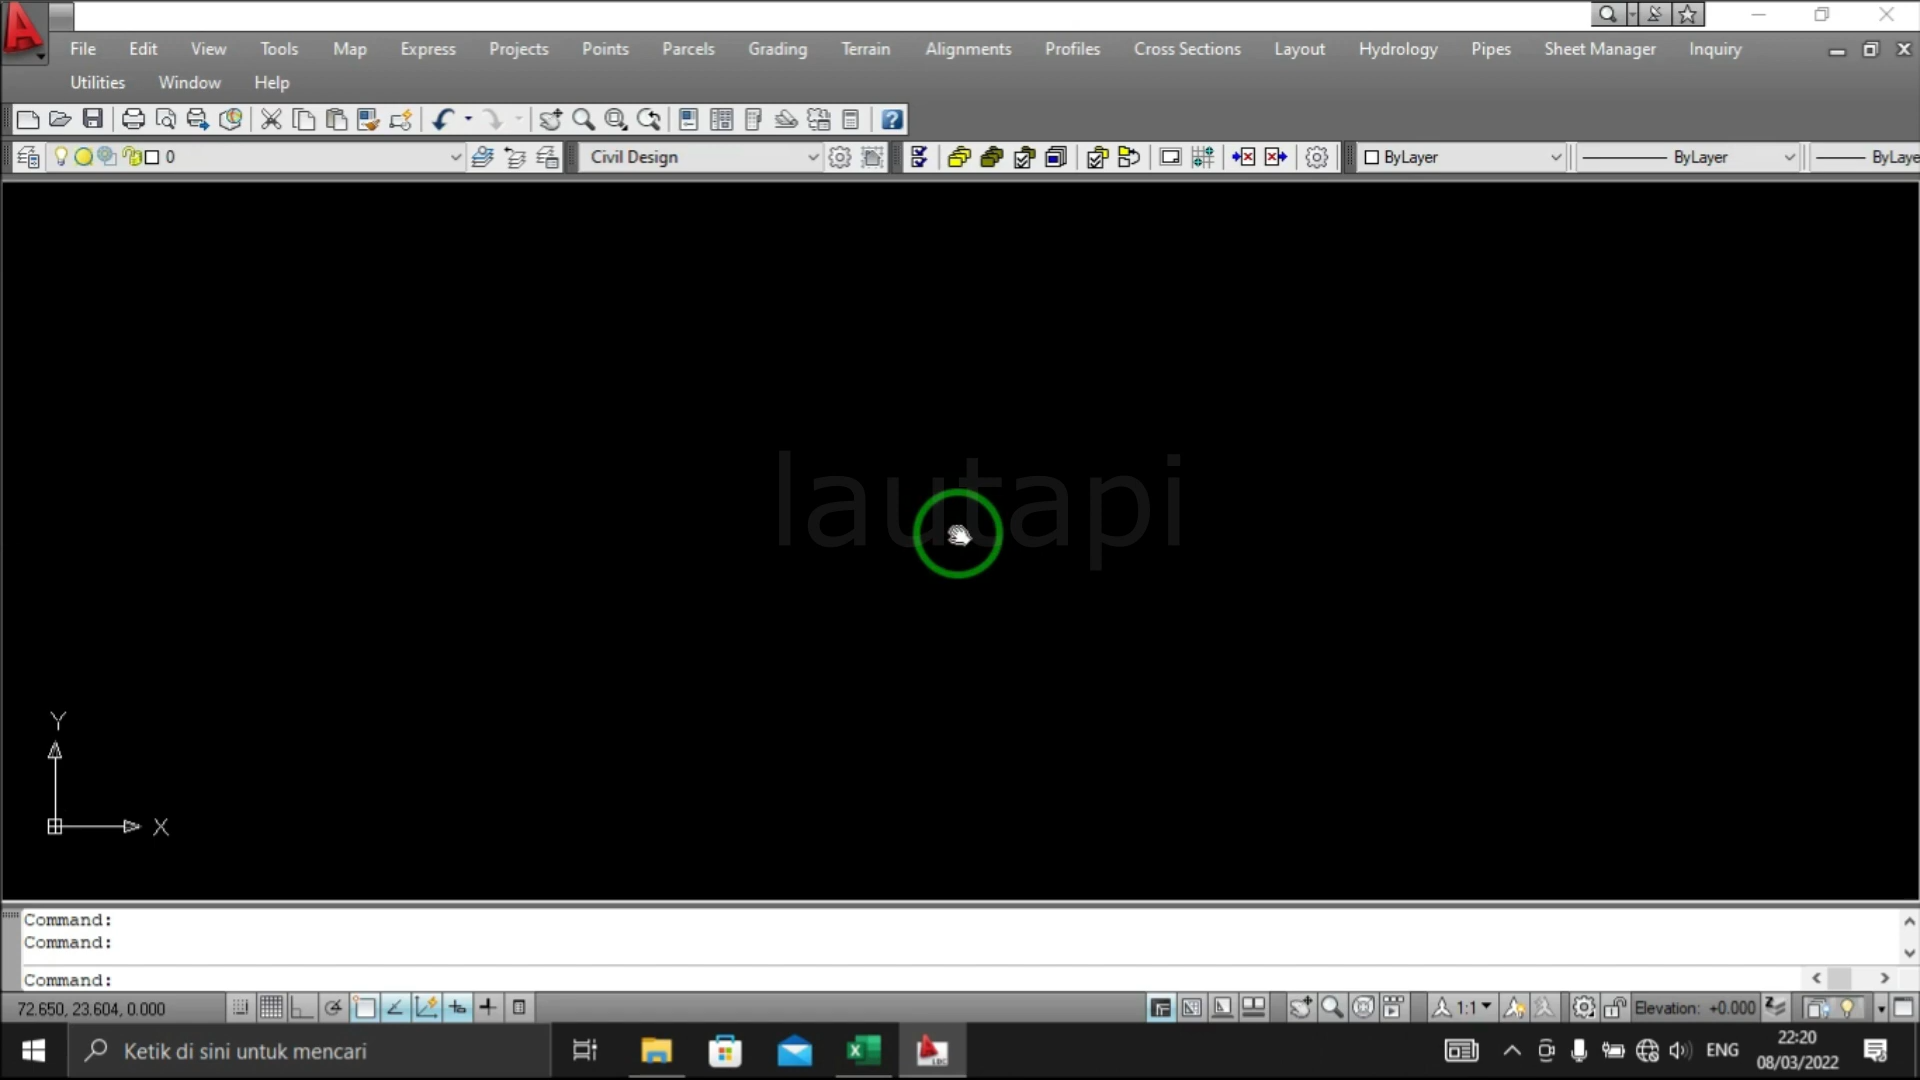 File Edit View Tools Map Express Projects Points Parcels Grading Terrain Alignments Profiles Cross Sections Layout Hydrology Pipes Sheet Manager Inquiry
Utilities Window Help
0 Civil Design ByLayer ByLayer ByLaye
lautapi
Y
X
Command:
Command:
Command:
72.650, 23.604, 0.000 1:1 Elevation: +0.000
Ketik di sini untuk mencari ENG 22:20
08/03/2022